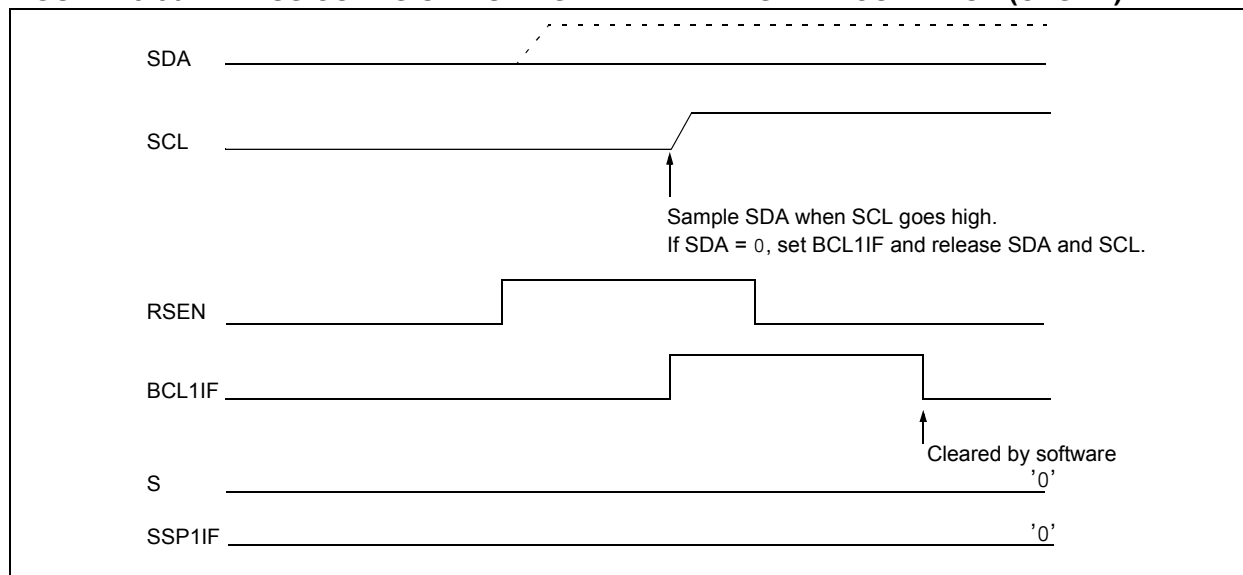 SDA
SCL
Sample SDA when SCL goes high.
If SDA = 0, set BCL1IF and release SDA and SCL.
RSEN
BCL1IF
Cleared by software
S
'0'
SSP1IF
'0'